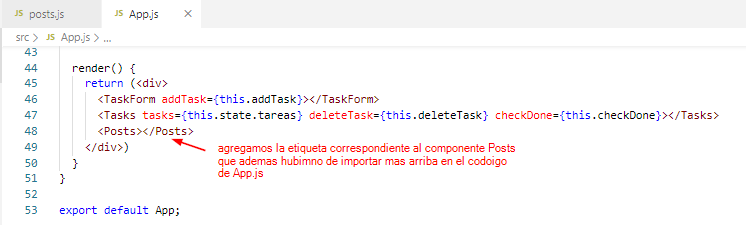 JS posts.js JS App.js ×
src > JS App.js > ...
43
44 render() {
45 return (<div>
46 <TaskForm addTask={this.addTask}></TaskForm>
47 <Tasks tasks={this.state.tareas} deleteTask={this.deleteTask} checkDone={this.checkDone}></Tasks>
48 <Posts></Posts>
49 </div>)
agregamos la etiqueta correspondiente al componente Posts
50 }
que ademas hubimno de importar mas arriba en el codoigo
51 }
de App.js
52
53 export default App;